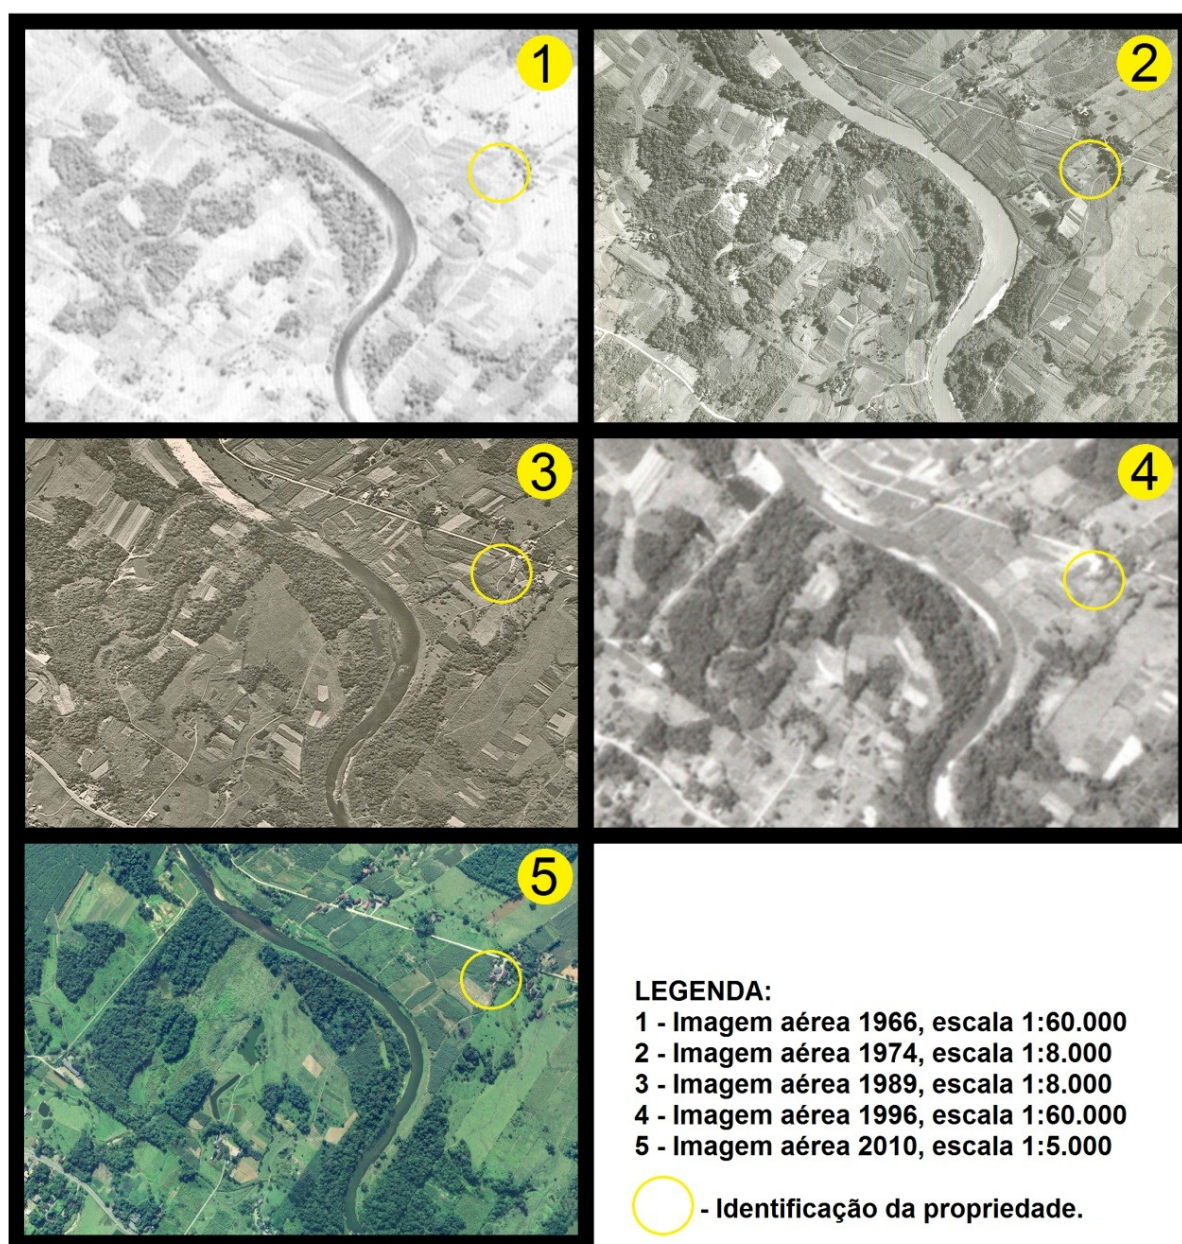 1
2
3
4
5
LEGENDA:
1 - Imagem aérea 1966, escala 1:60.000
2 - Imagem aérea 1974, escala 1:8.000
3 - Imagem aérea 1989, escala 1:8.000
4 - Imagem aérea 1996, escala 1:60.000
5 - Imagem aérea 2010, escala 1:5.000
- Identificação da propriedade.